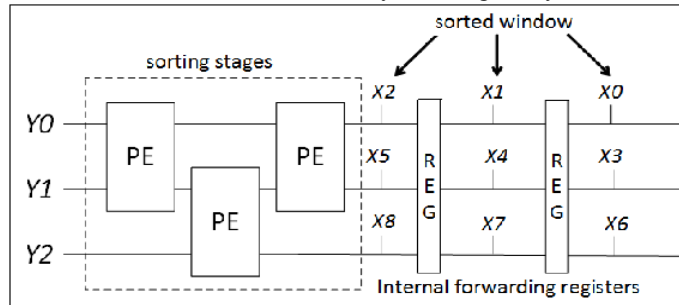 sorted window
sorting stages
X2 X1 X0
Y0
PE PE
X5 R E G X4 R E G X3
Y1
PE
X8 X7 X6
Y2
Internal forwarding registers